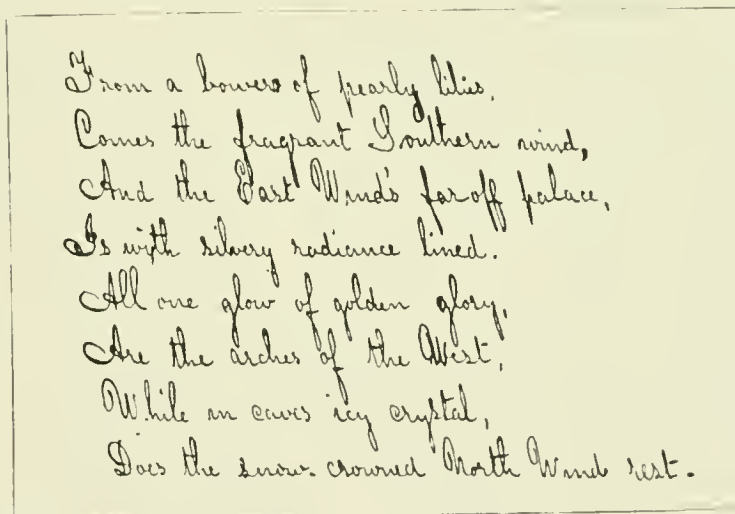 From a bowers of pearly lilies,
Comes the fragrant Southern wind,
And the East Wind's far off palace,
Is with silvery radiance lined.
All one glow of golden glory,
Are the arches of the West,
While in caves icy crystal,
Does the snow-crowned North Wind rest.